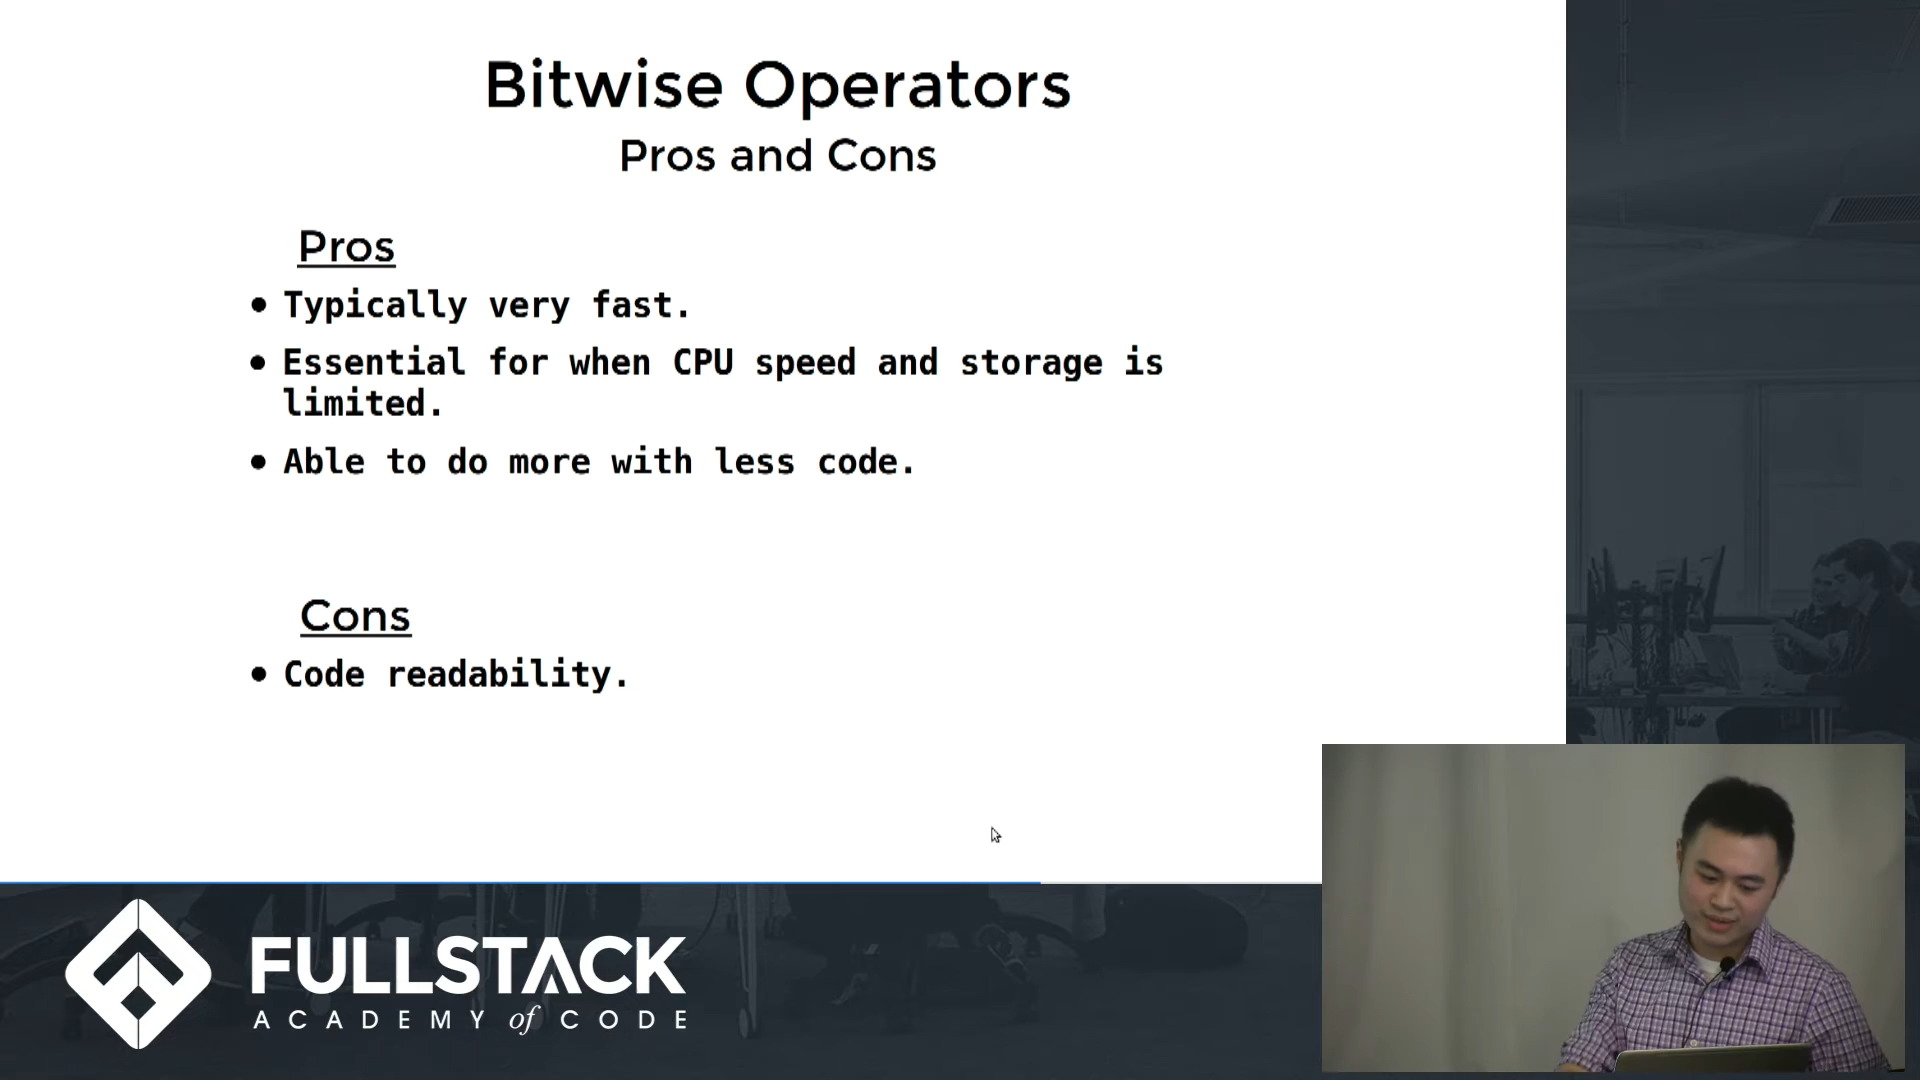 Bitwise Operators
Pros and Cons
Pros
• Typically very fast.
• Essential for when CPU speed and storage is
limited.
• Able to do more with less code.
Cons
• Code readability.
FULLSTACK
ACADEMY of CODE